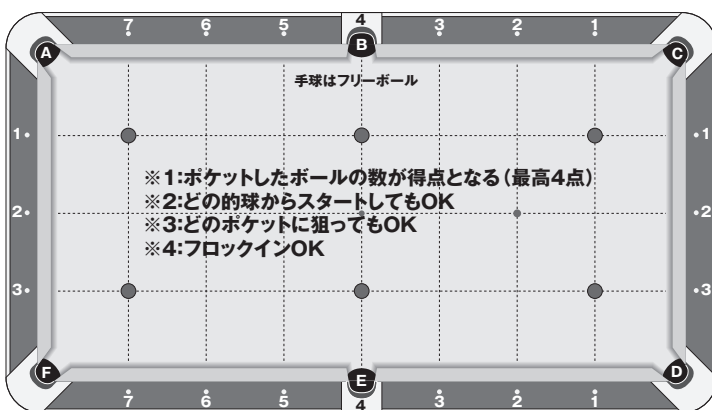 7 6 5 4 3 2 1
A B C
手球はフリーボール
1 1
※1:ポケットしたボールの数が得点となる（最高4点）
※2:どの的球からスタートしてもOK
2 2
※3:どのポケットに狙ってもOK
※4:フロックインOK
3 3
F E D
7 6 5 4 3 2 1